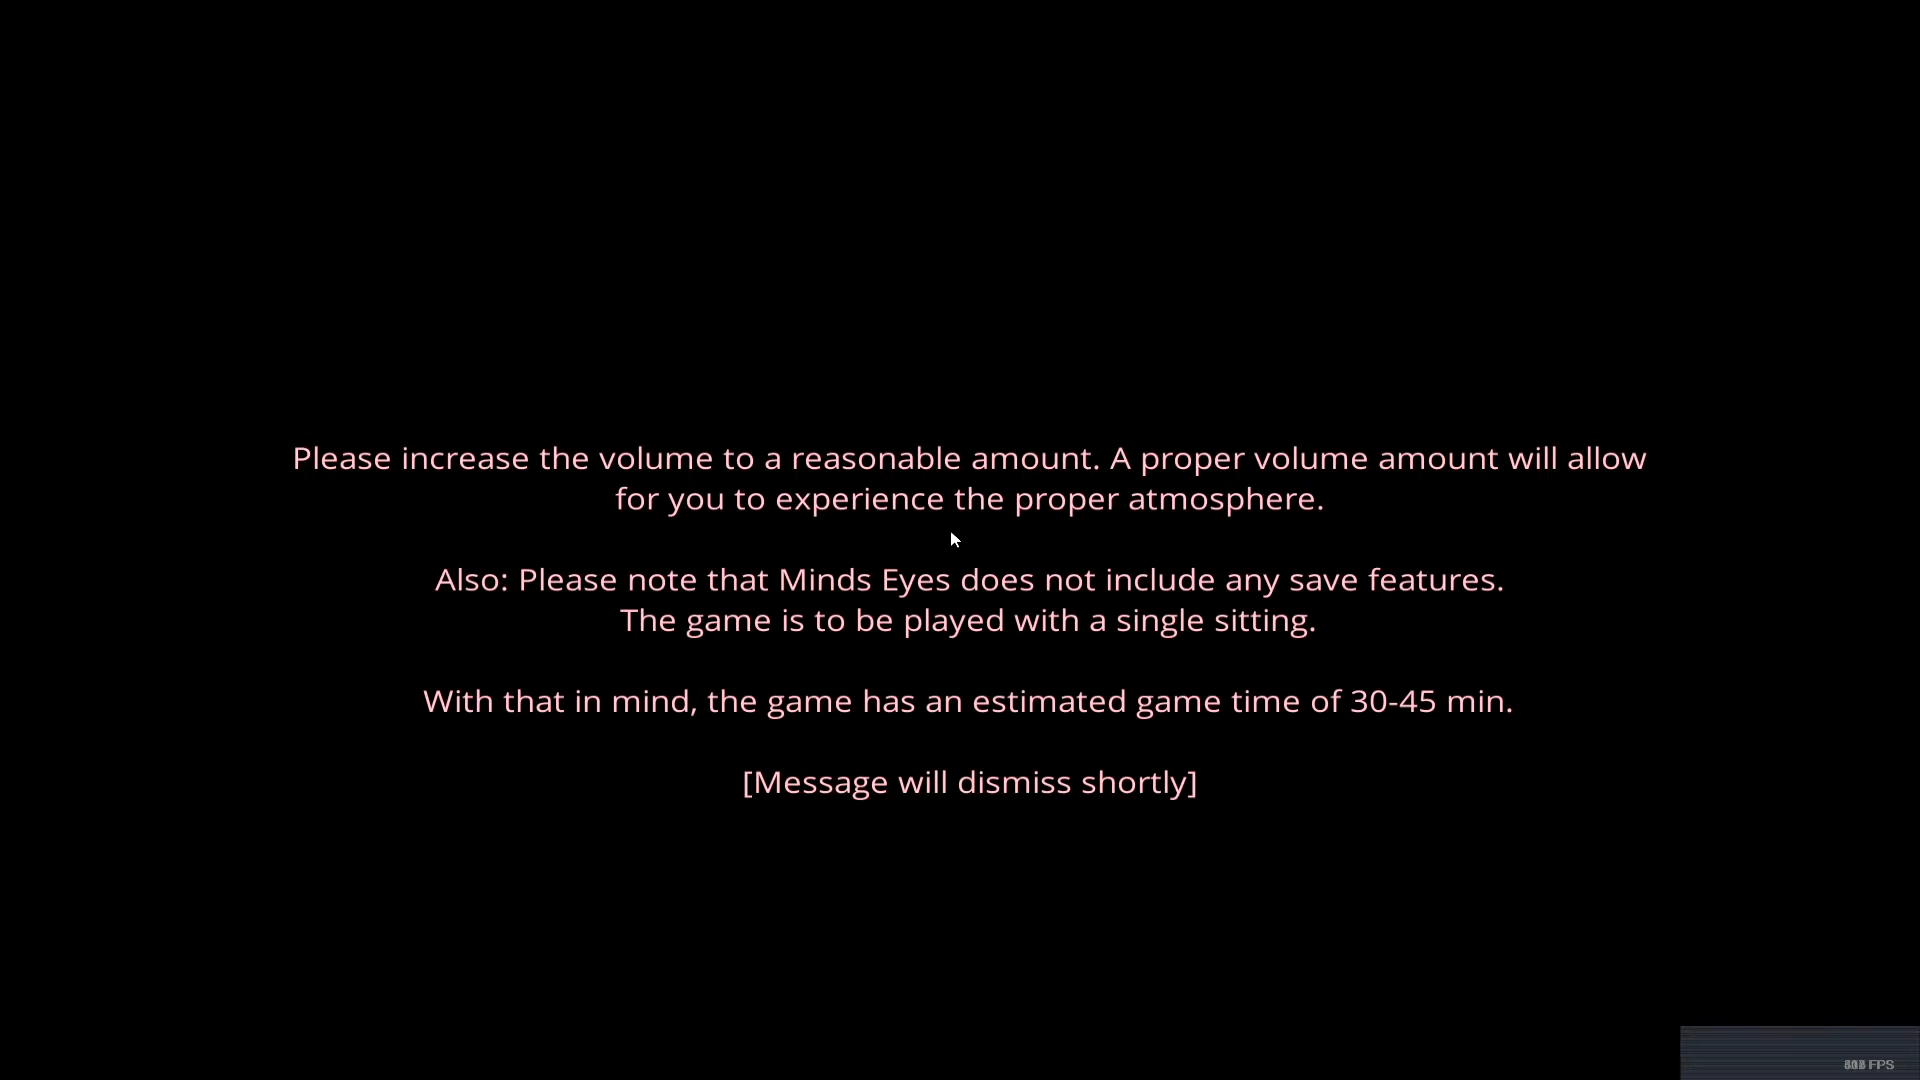 Please increase the volume to a reasonable amount. A proper volume amount will allow
for you to experience the proper atmosphere.
Also: Please note that Minds Eyes does not include any save features.
The game is to be played with a single sitting.
With that in mind, the game has an estimated game time of 30-45 min.
[Message will dismiss shortly]
FPS